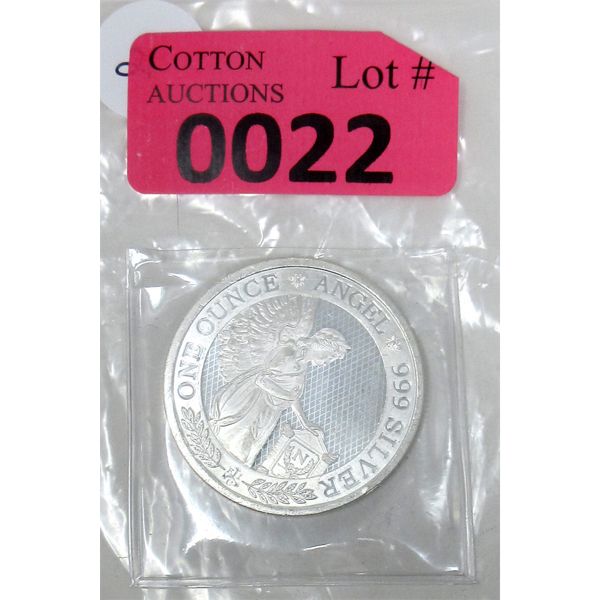 COTTON
AUCTIONS
Lot #
0022
ONE OUNCE ANGEL 999 SILVER
N